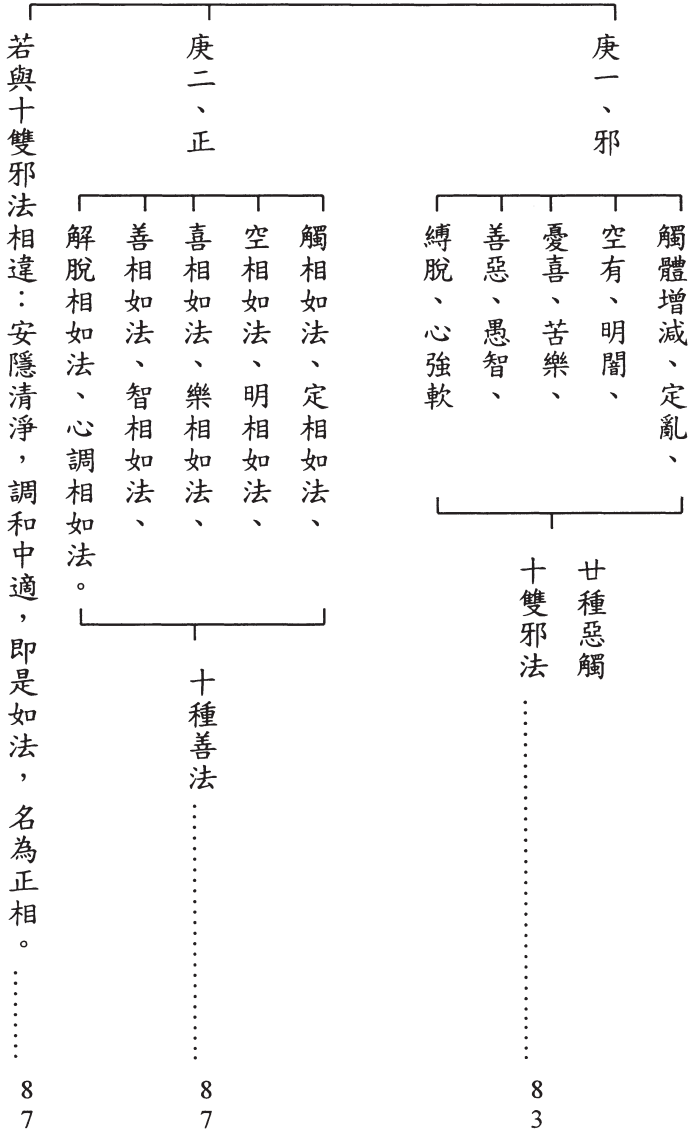 庚一、邪
觸體增減、定亂、
空有、明闇、
憂喜、苦樂、
善惡、愚智、
縛脫、心強軟
廿種惡觸
十雙邪法……………………83
庚二、正
觸相如法、定相如法、
空相如法、明相如法、
喜相如法、樂相如法、
善相如法、智相如法、
解脫相如法、心調相如法。
十種善法………………87
若與十雙邪法相違：安隱清淨，調和中適，即是如法，名為正相。………87